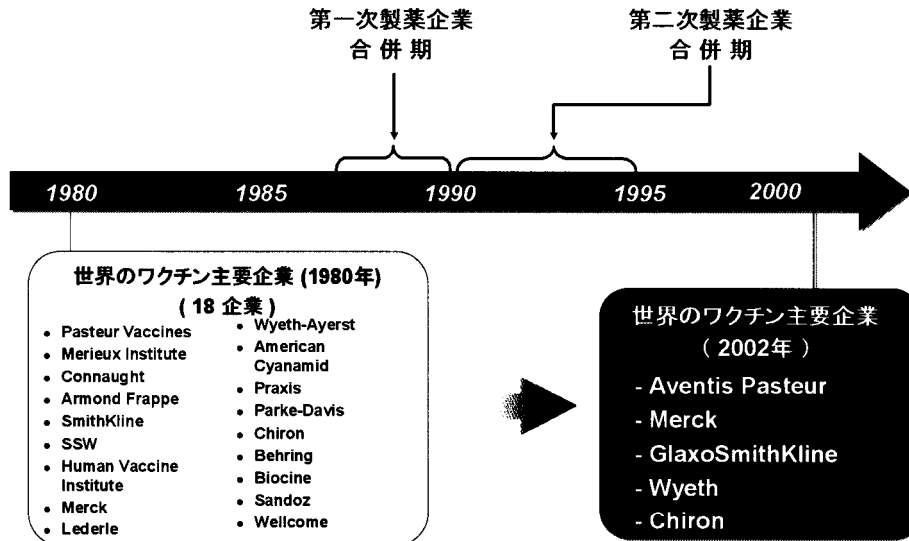 第一次製薬企業
合 併 期
第二次製薬企業
合 併 期
1980
1985
1990
1995
2000
世界のワクチン主要企業 (1980年)
( 18 企業 )
• Pasteur Vaccines
• Merieux Institute
• Connaught
• Armond Frappe
• SmithKline
• SSW
• Human Vaccine
Institute
• Merck
• Lederle
• Wyeth-Ayerst
• American
Cyanamid
• Praxis
• Parke-Davis
• Chiron
• Behring
• Biocine
• Sandoz
• Wellcome
世界のワクチン主要企業
( 2002年 )
- Aventis Pasteur
- Merck
- GlaxoSmithKline
- Wyeth
- Chiron